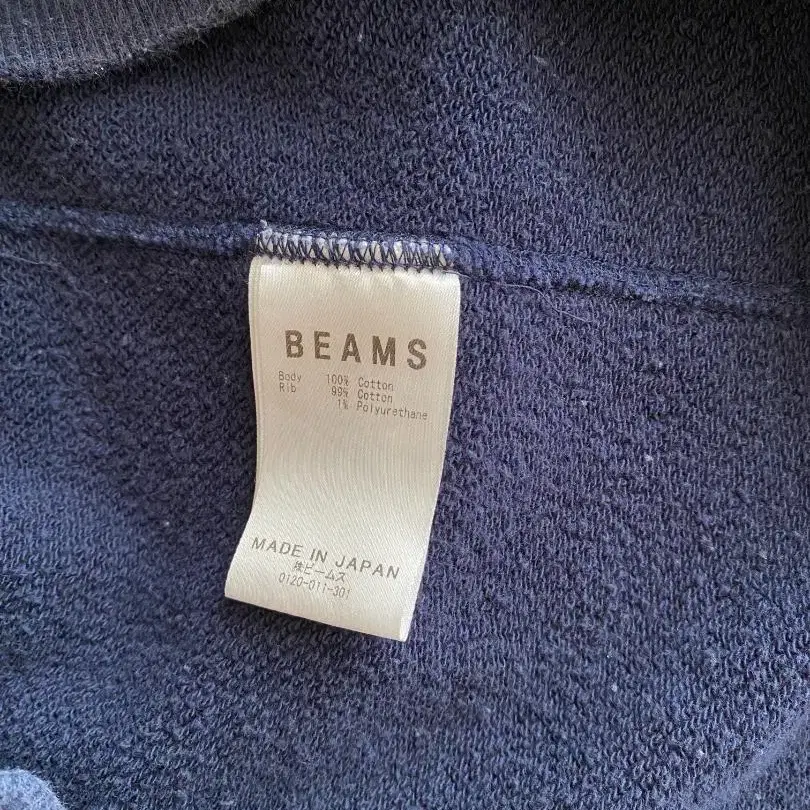 BEAMS
Body 100% Cotton
Rib 99% Cotton
1% Polyurethane
MADE IN JAPAN
㈱ビームス
0120-011-301